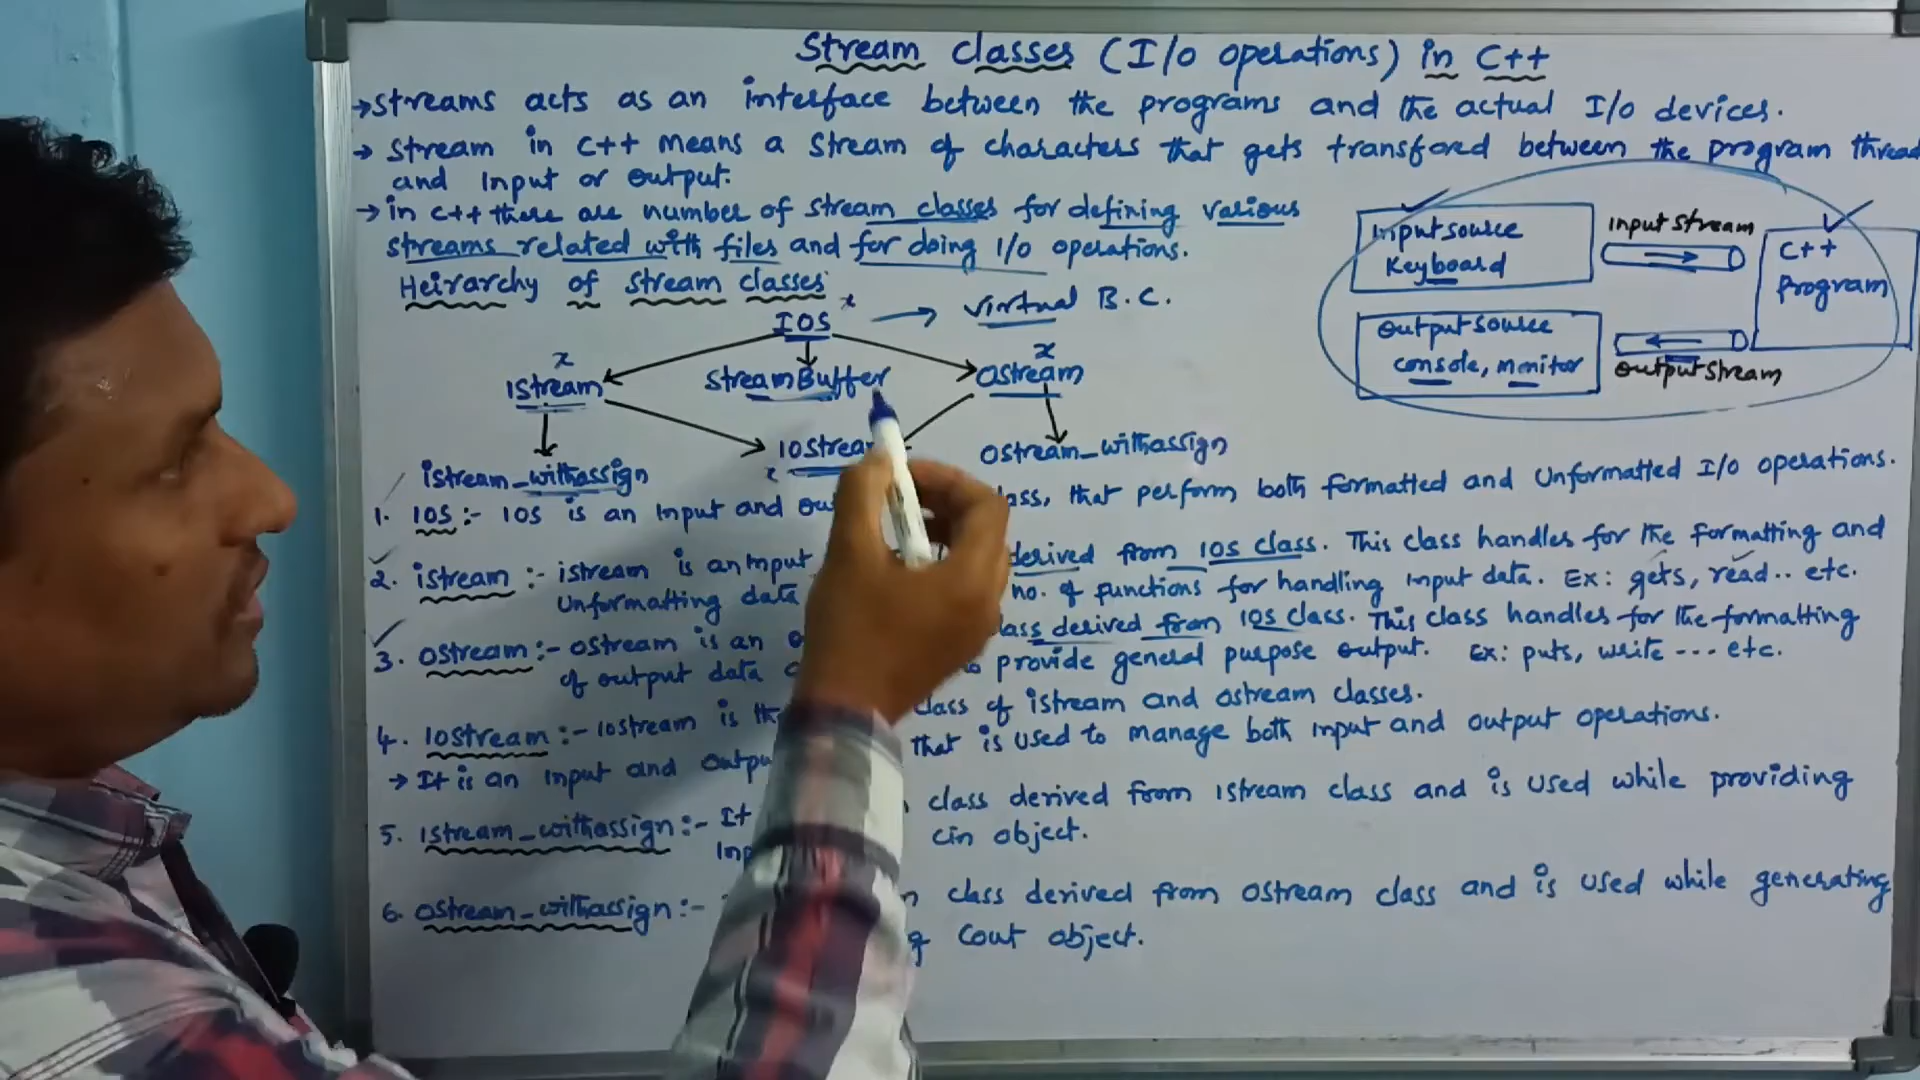 Stream classes (I/O operations) in C++
→ Streams acts as an interface between the programs and the actual I/O devices.
→ Stream in C++ means a stream of characters that gets transfered between the program thread
and Input or output.
→ in C++ there are number of stream classes for defining various
streams related with files and for doing I/O operations.
Heirarchy of stream classes
IOS → virtual B.C.
x
x
x
Istream
StreamBuffer
Ostream
IOstream
x
istream_withassign
Ostream_withassign
Input source
Keyboard
Input stream
C++
Program
Output source
console, monitor
Output stream
1. IOS :- IOS is an Input and class, that perform both formatted and Unformatted I/O operations.
2. istream :- istream is an Input derived from IOS class. This class handles for the formatting and
Unformatting data no. of functions for handling input data. Ex: gets, read.. etc.
3. Ostream :- Ostream is an derived from IOS class. This class handles for the formatting
of output data to provide general purpose output. Ex: puts, write --- etc.
4. IOstream :- IOstream is the class of istream and Ostream classes.
→ It is an input and output that is used to manage both input and output operations.
5. Istream_withassign :- It class derived from Istream class and is used while providing
cin object.
6. Ostream_withassign :- class derived from Ostream class and is used while generating
of Cout object.